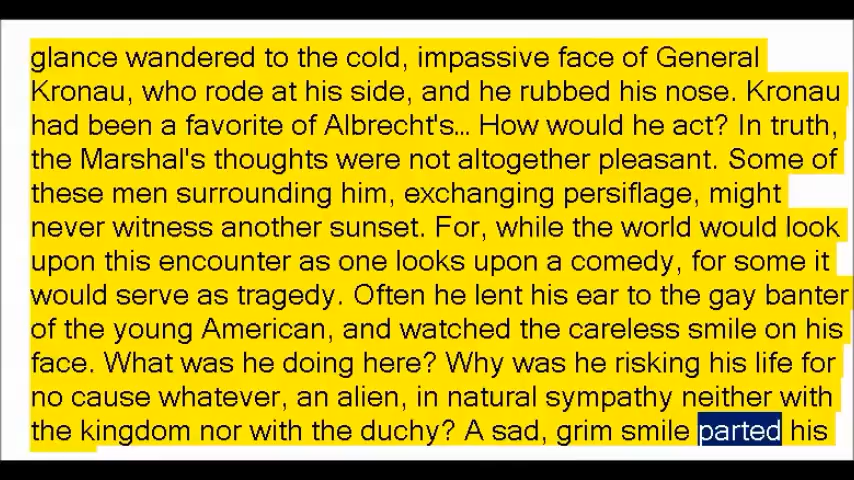 glance wandered to the cold, impassive face of General
Kronau, who rode at his side, and he rubbed his nose. Kronau
had been a favorite of Albrecht's... How would he act? In truth,
the Marshal's thoughts were not altogether pleasant. Some of
these men surrounding him, exchanging persiflage, might
never witness another sunset. For, while the world would look
upon this encounter as one looks upon a comedy, for some it
would serve as tragedy. Often he lent his ear to the gay banter
of the young American, and watched the careless smile on his
face. What was he doing here? Why was he risking his life for
no cause whatever, an alien, in natural sympathy neither with
the kingdom nor with the duchy? A sad, grim smile parted his